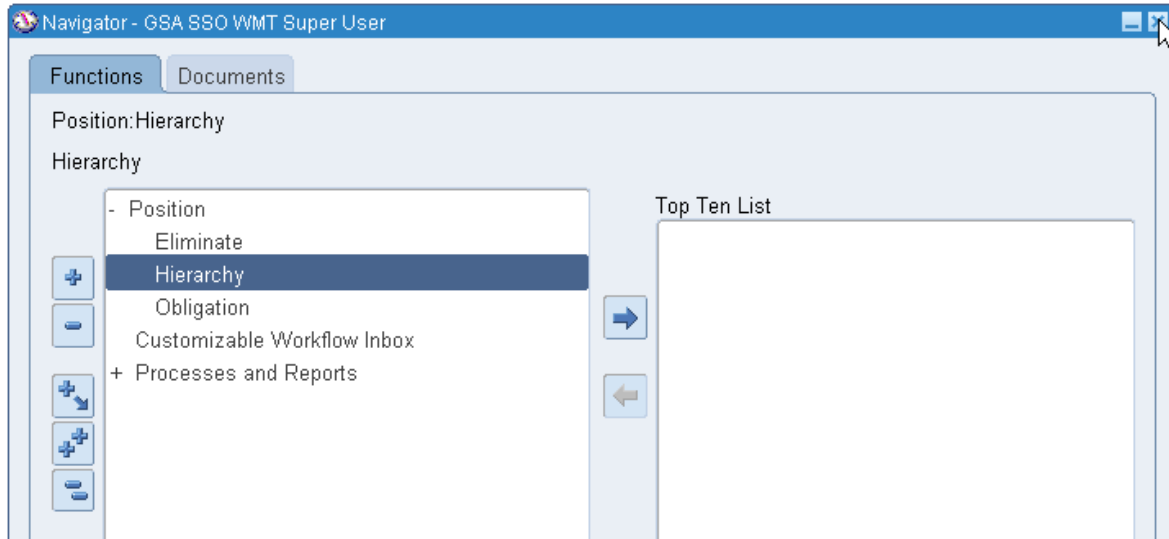 Navigator - GSA SSO WMT Super User
Functions Documents
Position:Hierarchy
Hierarchy
- Position
Eliminate
Hierarchy
Obligation
Customizable Workflow Inbox
+ Processes and Reports
Top Ten List